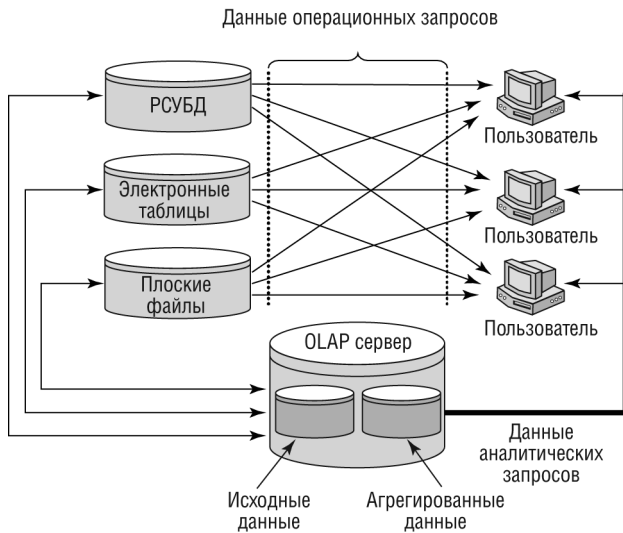 Данные операционных запросов
РСУБД
Пользователь
Электронные
таблицы
Пользователь
Плоские
файлы
Пользователь
OLAP сервер
Данные
аналитических
запросов
Исходные
данные
Агрегированные
данные